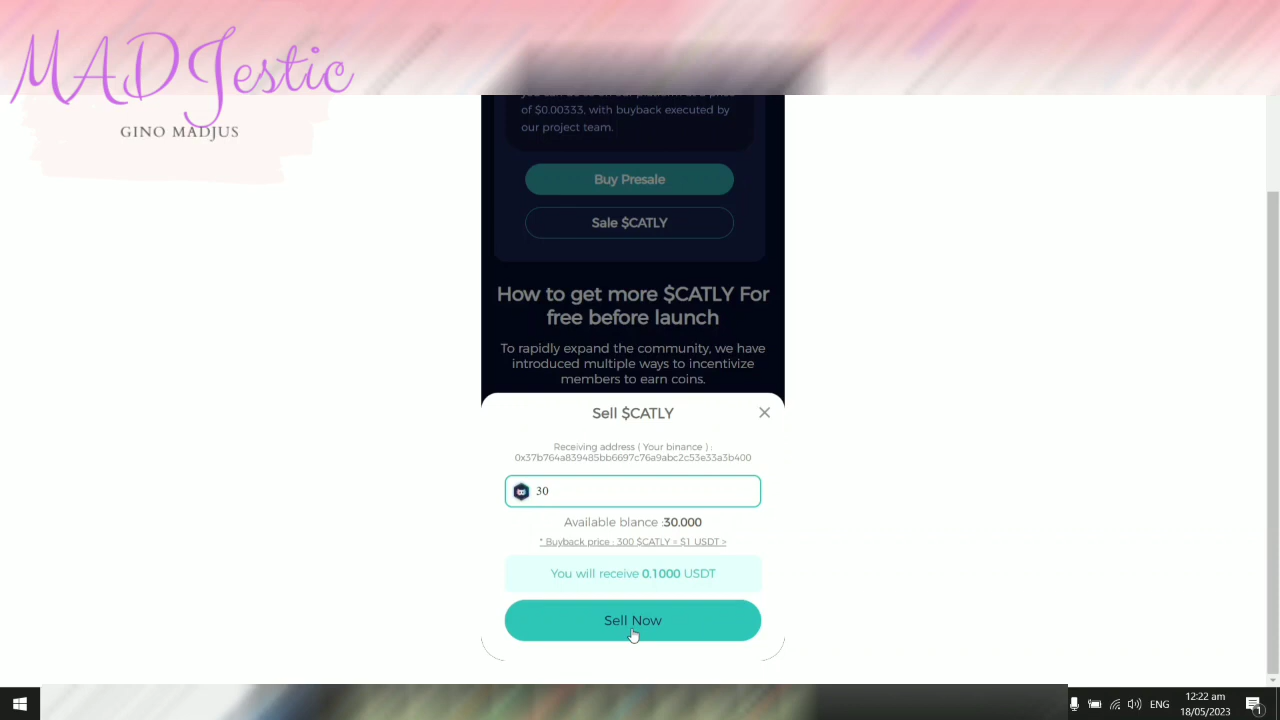 MADJestic
GINO MADJUS
of $0.00333, with buyback executed by
our project team.
Buy Presale
Sale $CATLY
How to get more $CATLY For
free before launch
To rapidly expand the community, we have
introduced multiple ways to incentivize
members to earn coins.
Sell $CATLY
Receiving address ( Your binance ) :
0x37b764a839485bb6697c76a9abc2c53e33a3b400
30
Available blance :30.000
* Buyback price : 300 $CATLY = $1 USDT >
You will receive 0.1000 USDT
Sell Now
ENG
12:22 am
18/05/2023
1